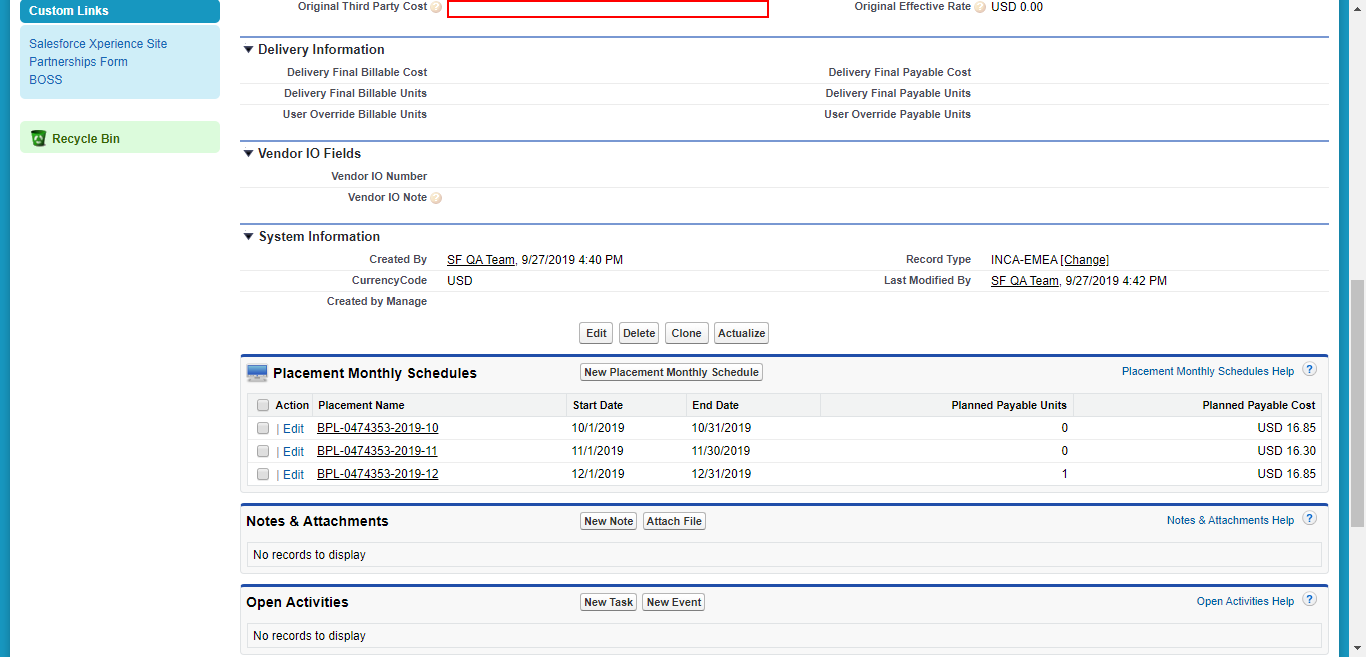 Custom Links
Salesforce Xperience Site
Partnerships Form
BOSS
Recycle Bin
Original Third Party Cost ? Original Effective Rate ? USD 0.00
Delivery Information
Delivery Final Billable Cost Delivery Final Payable Cost
Delivery Final Billable Units Delivery Final Payable Units
User Override Billable Units User Override Payable Units
Vendor IO Fields
Vendor IO Number
Vendor IO Note ?
System Information
Created By SF QA Team, 9/27/2019 4:40 PM Record Type INCA-EMEA [Change]
CurrencyCode USD Last Modified By SF QA Team, 9/27/2019 4:42 PM
Created by Manage
Edit Delete Clone Actualize
Placement Monthly Schedules New Placement Monthly Schedule Placement Monthly Schedules Help ?
Action Placement Name Start Date End Date Planned Payable Units Planned Payable Cost
| Edit BPL-0474353-2019-10 10/1/2019 10/31/2019 0 USD 16.85
| Edit BPL-0474353-2019-11 11/1/2019 11/30/2019 0 USD 16.30
| Edit BPL-0474353-2019-12 12/1/2019 12/31/2019 1 USD 16.85
Notes & Attachments New Note Attach File Notes & Attachments Help ?
No records to display
Open Activities New Task New Event Open Activities Help ?
No records to display